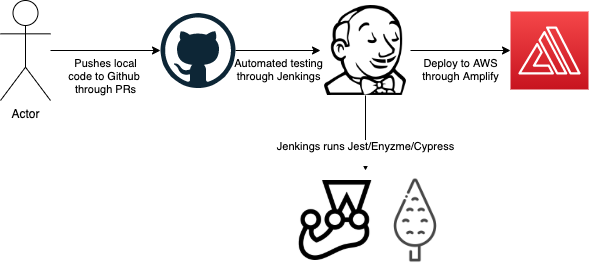 Pushes local
code to Github
through PRs
Automated testing
through Jenkings
Deploy to AWS
through Amplify
Actor
Jenkings runs Jest/Enyzme/Cypress